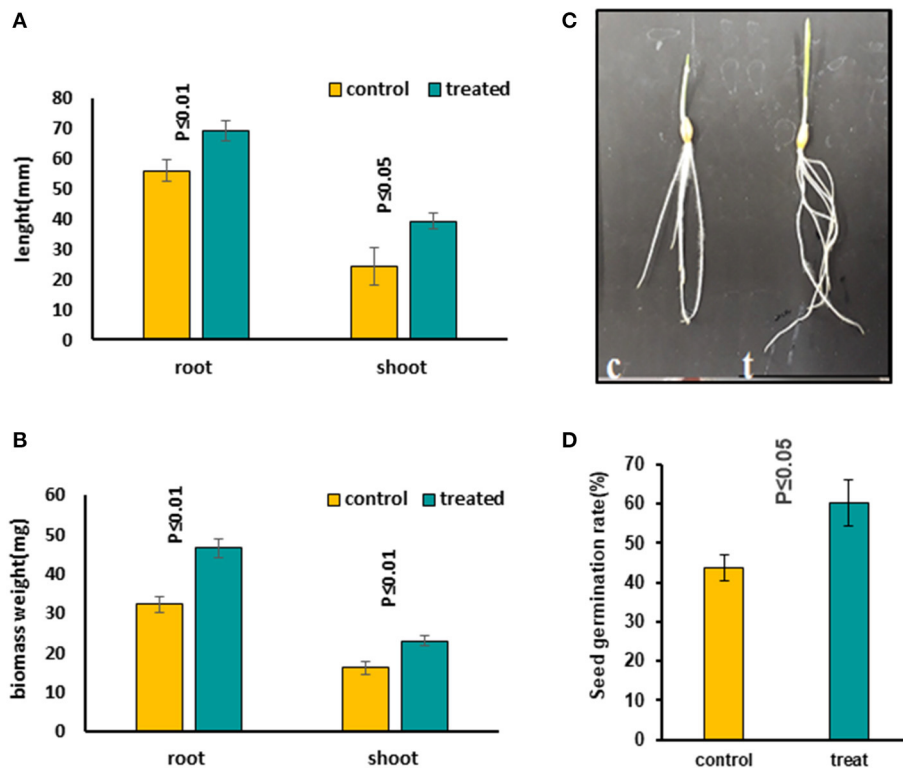 A
control treated
80
70
60
50
40
30
20
10
0
lenght(mm)
P≤0.01
P≤0.05
root shoot
B
control treated
60
50
40
30
20
10
0
biomass weight(mg)
P≤0.01
P≤0.01
root shoot
C
c t
D
P≤0.05
70
60
50
40
30
20
10
0
Seed germination rate(%)
control treat